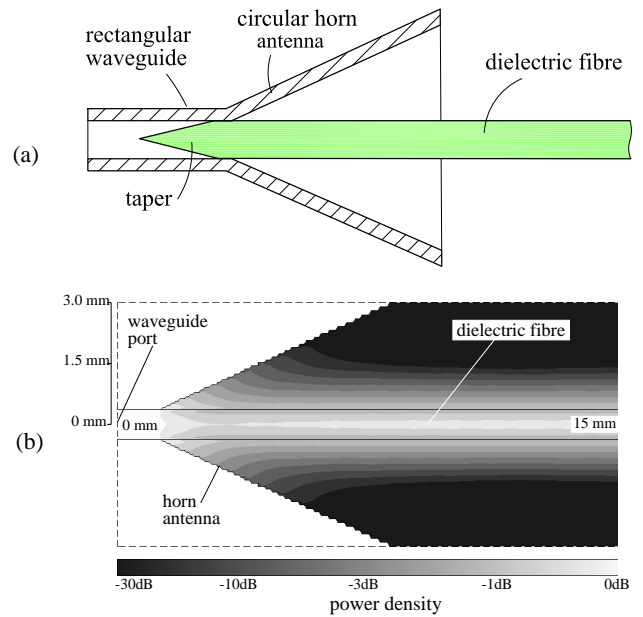 circular horn
antenna
rectangular
waveguide
dielectric fibre
(a)
taper
3.0 mm
waveguide
port
dielectric fibre
1.5 mm
0 mm
0 mm
15 mm
(b)
horn
antenna
-30dB
-10dB
-3dB
-1dB
0dB
power density